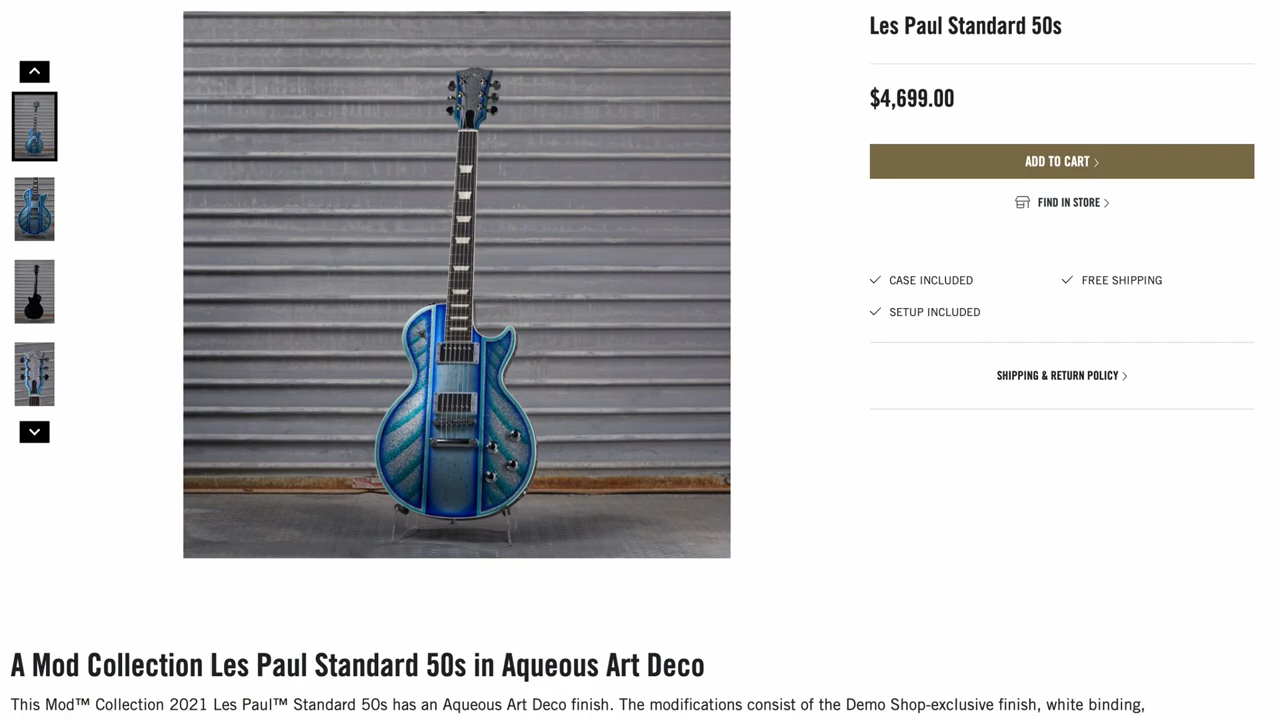 Les Paul Standard 50s
$4,699.00
ADD TO CART
FIND IN STORE
CASE INCLUDED
FREE SHIPPING
SETUP INCLUDED
SHIPPING & RETURN POLICY
A Mod Collection Les Paul Standard 50s in Aqueous Art Deco
This Mod™ Collection 2021 Les Paul™ Standard 50s has an Aqueous Art Deco finish. The modifications consist of the Demo Shop-exclusive finish, white binding,